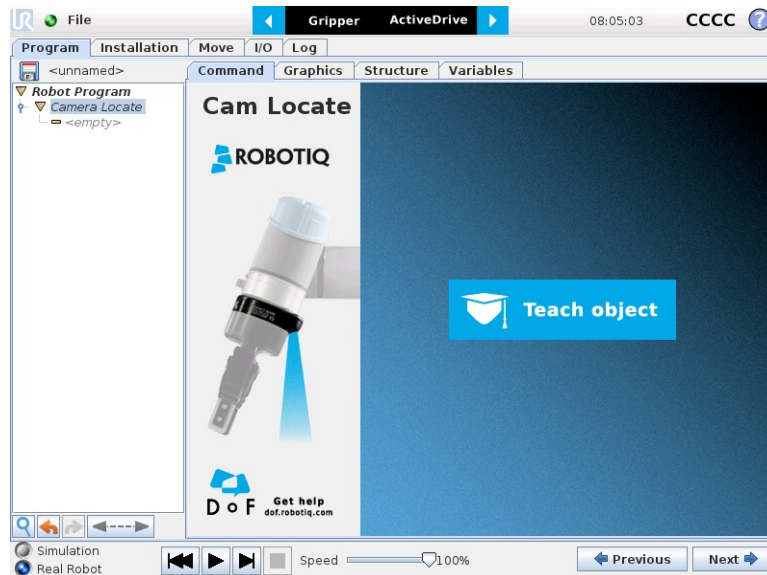 UR File Gripper ActiveDrive 08:05:03 CCCC ?
Program Installation Move I/O Log
<unnamed> Command Graphics Structure Variables
Robot Program
Camera Locate
<empty>
Cam Locate
ROBOTIQ
Teach object
DoF Get help
dof.robotiq.com
Simulation
Real Robot
Speed 100%
Previous Next